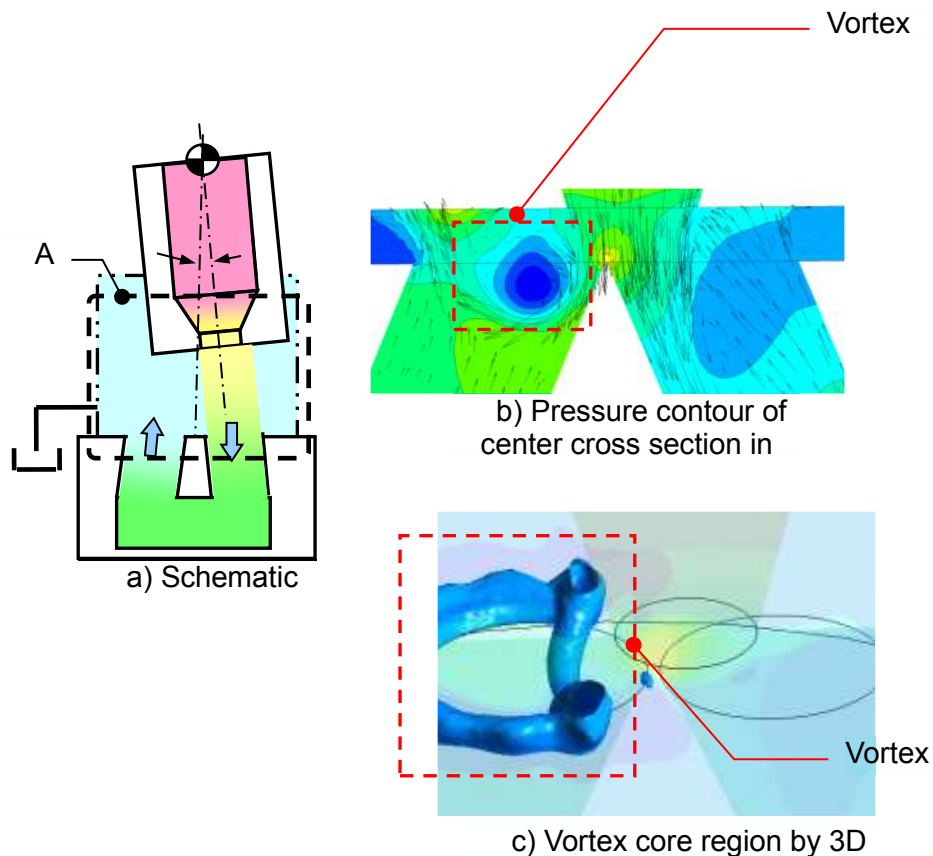 Vortex
A
b) Pressure contour of
center cross section in
a) Schematic
Vortex
c) Vortex core region by 3D